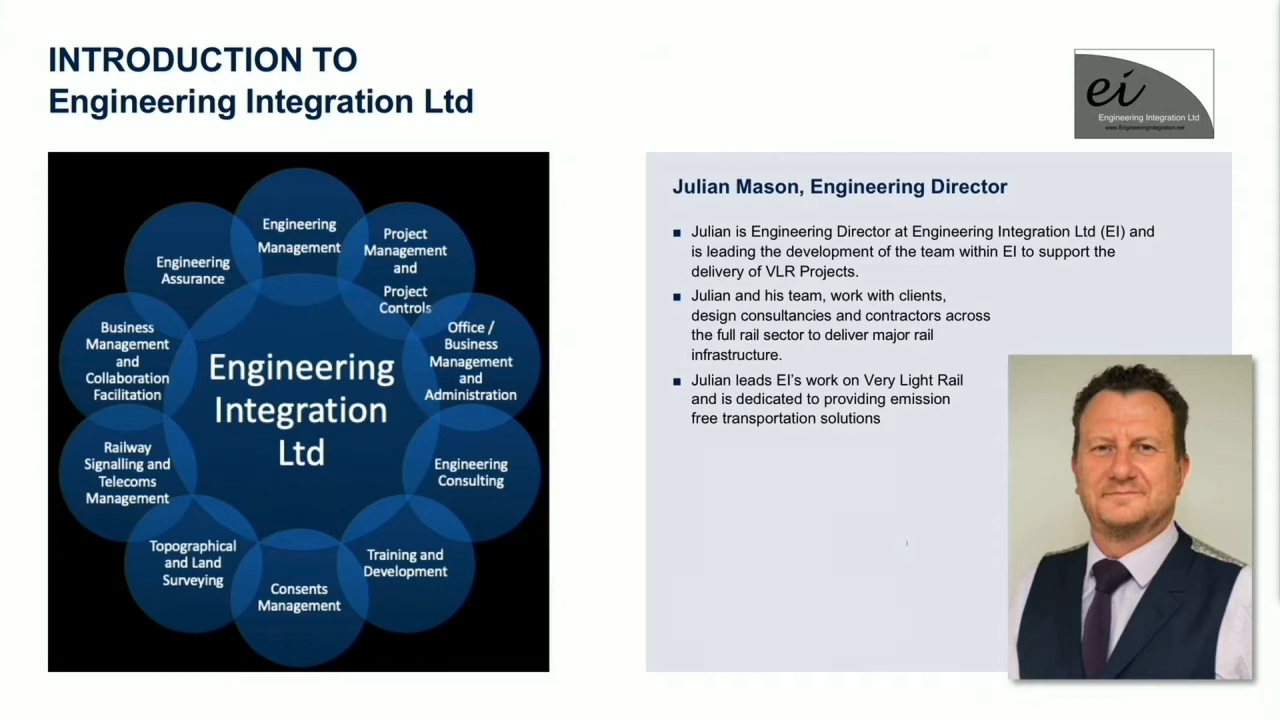 INTRODUCTION TO
Engineering Integration Ltd
ei
Engineering Integration Ltd
www.Engineeringintegration.net
Engineering
Management
Project
Management
and
Project
Controls
Office /
Business
Management
and
Administration
Engineering
Consulting
Training and
Development
Consents
Management
Topographical
and Land
Surveying
Railway
Signalling and
Telecoms
Management
Business
Management
and
Collaboration
Facilitation
Engineering
Assurance
Engineering
Integration
Ltd
Julian Mason, Engineering Director
■ Julian is Engineering Director at Engineering Integration Ltd (EI) and
is leading the development of the team within EI to support the
delivery of VLR Projects.
■ Julian and his team, work with clients,
design consultancies and contractors across
the full rail sector to deliver major rail
infrastructure.
■ Julian leads EI’s work on Very Light Rail
and is dedicated to providing emission
free transportation solutions